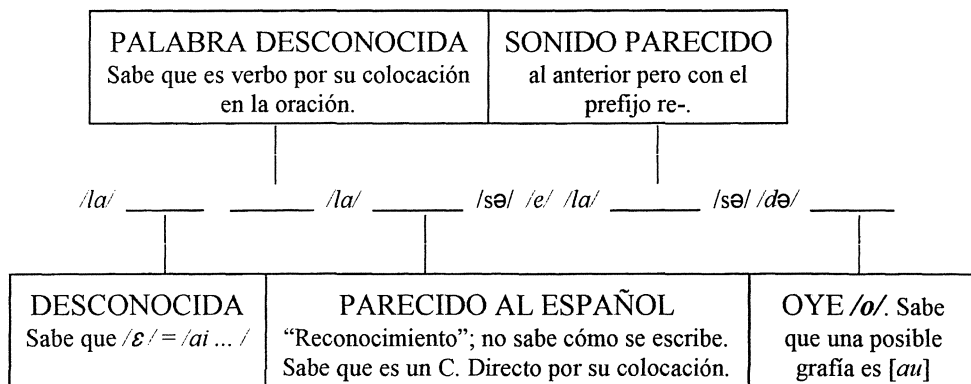 PALABRA DESCONOCIDA
Sabe que es verbo por su colocación
en la oración.
SONIDO PARECIDO
al anterior pero con el
prefijo re-.
/la/ ______ ______ /la/ ______ /sə/ /e/ /la/ ______ /sə/ /də/ ______
DESCONOCIDA
Sabe que /ɛ/ = /ai ... /
PARECIDO AL ESPAÑOL
“Reconocimiento”; no sabe cómo se escribe.
Sabe que es un C. Directo por su colocación.
OYE /o/. Sabe
que una posible
grafía es [au]